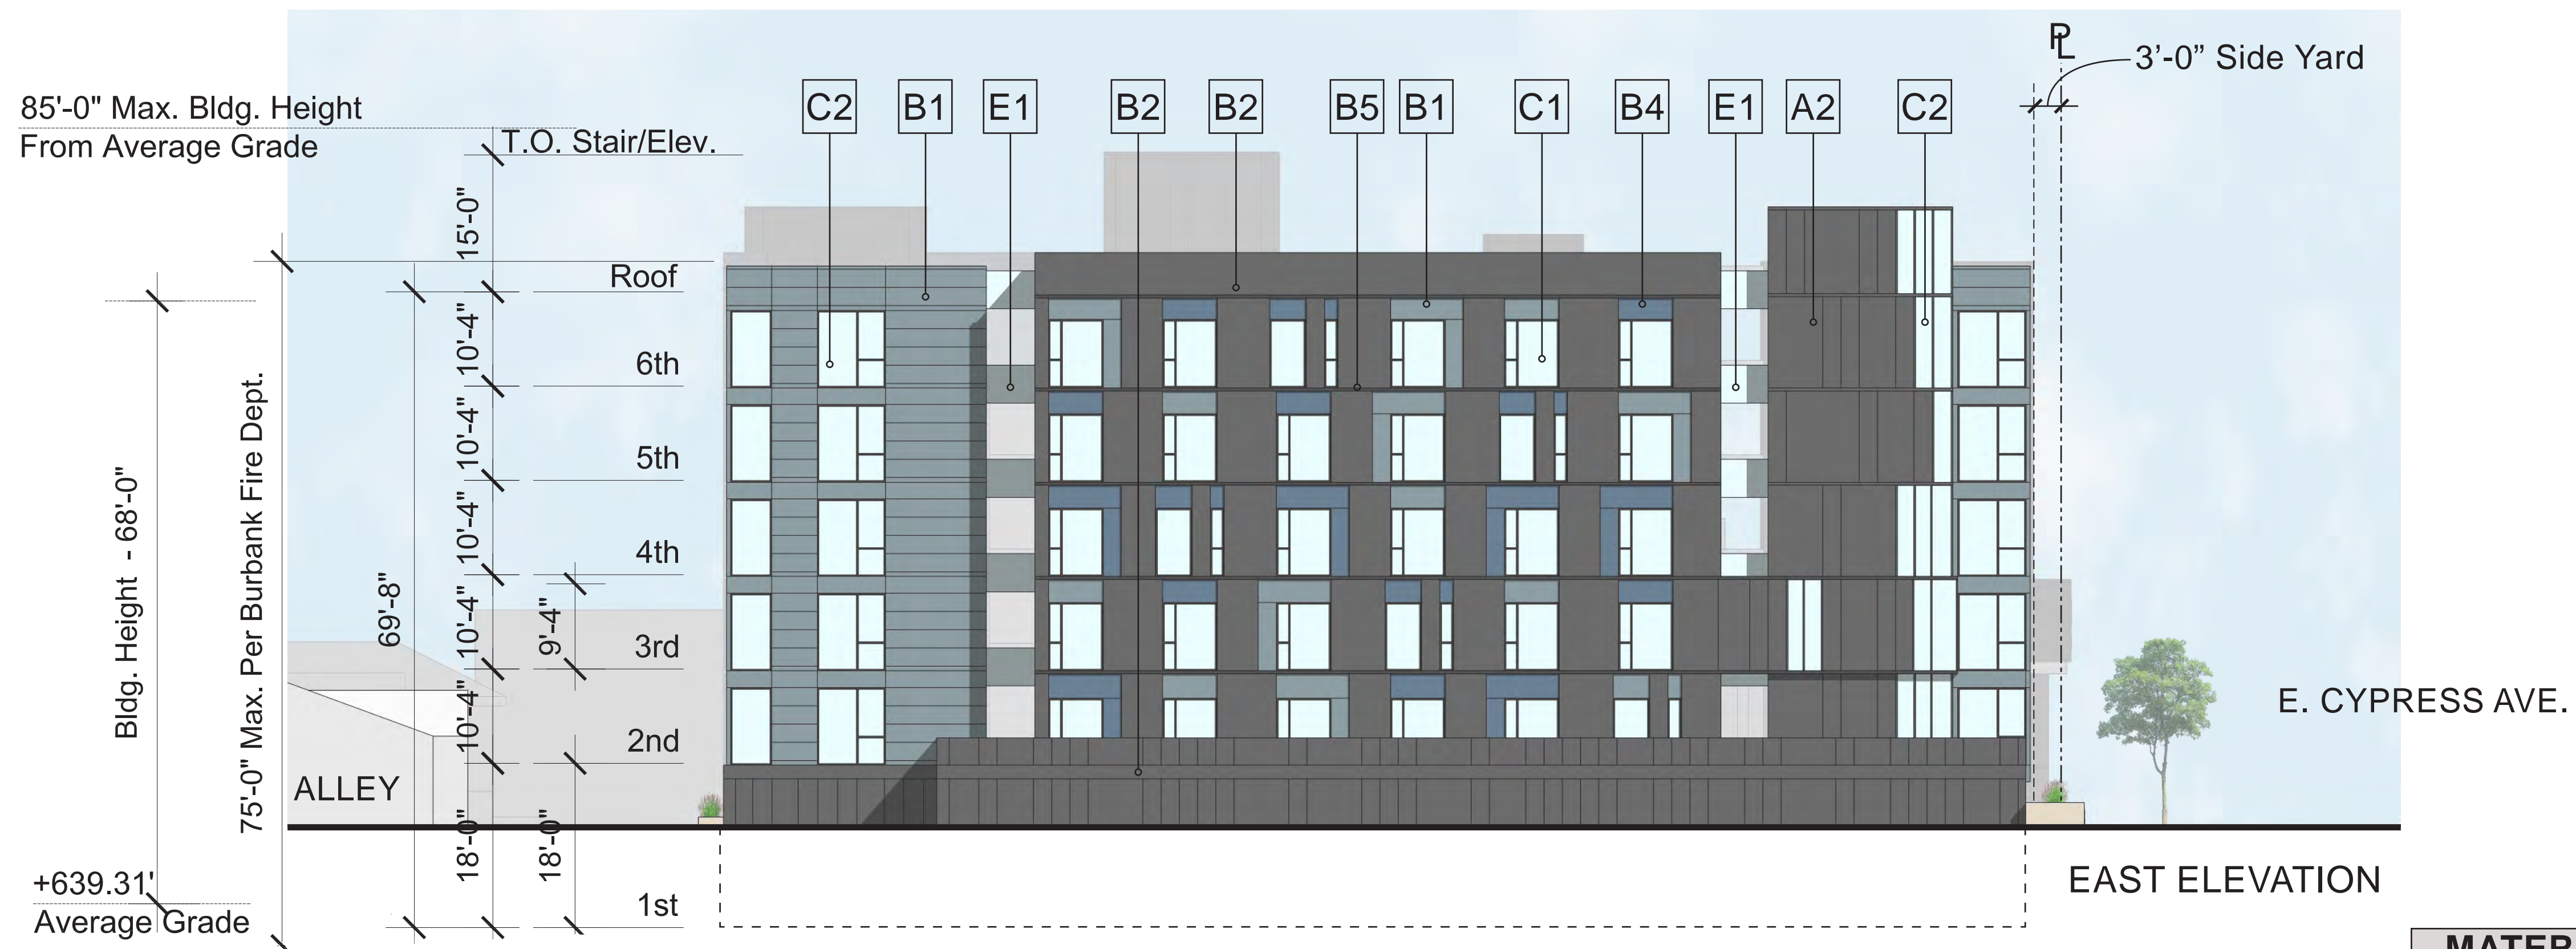 85'-0" Max. Bldg. Height
From Average Grade
T.O. Stair/Elev.
C2
B1
E1
B2
B2
B5
B1
C1
B4
E1
A2
C2
PL
3'-0” Side Yard
15'-0"
Roof
10'-4"
6th
10'-4"
5th
10'-4"
4th
10'-4"
9'-4"
3rd
10'-4"
2nd
18'-0"
18'-0"
1st
69'-8"
75'-0" Max. Per Burbank Fire Dept.
Bldg. Height - 68'-0"
ALLEY
+639.31'
Average Grade
E. CYPRESS AVE.
EAST ELEVATION